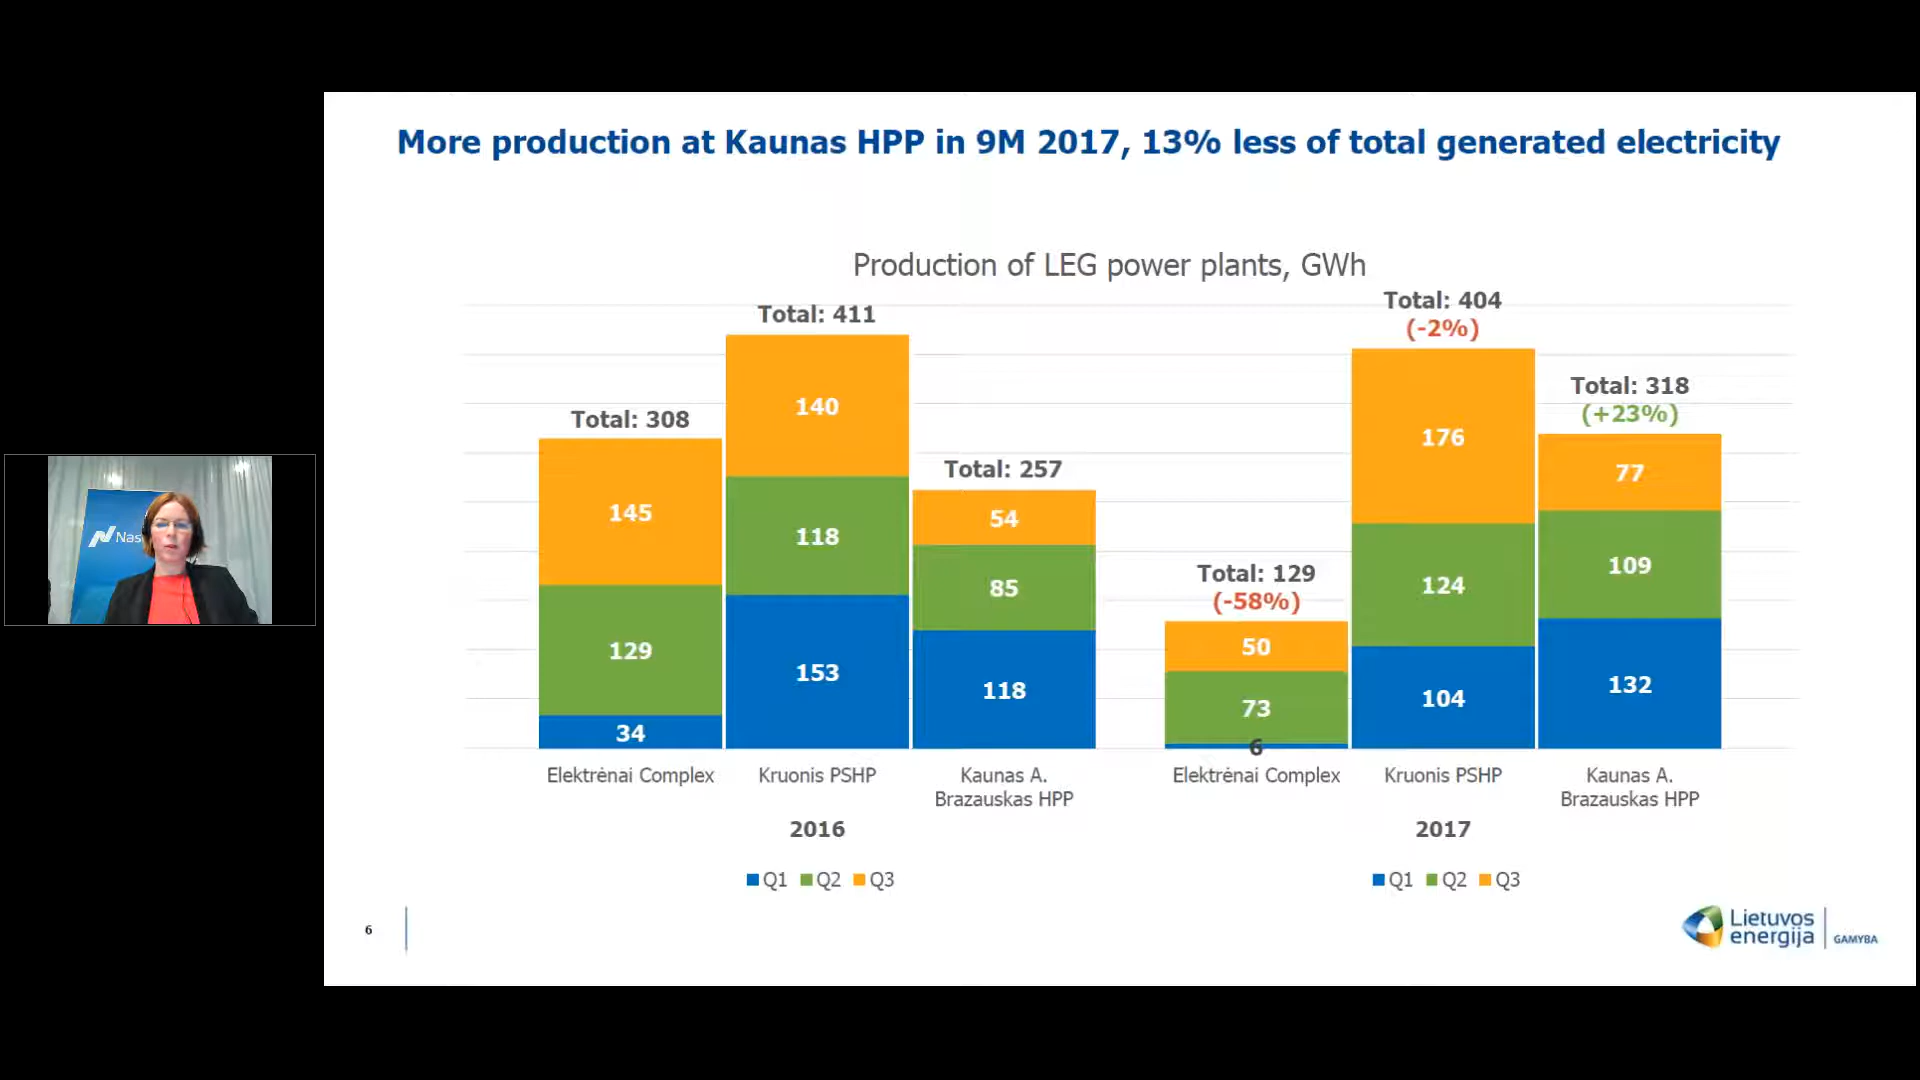 More production at Kaunas HPP in 9M 2017, 13% less of total generated electricity
Production of LEG power plants, GWh
Total: 308
145
129
34
Total: 411
140
118
153
Total: 257
54
85
118
Total: 129
(-58%)
50
73
6
Total: 404
(-2%)
176
124
104
Total: 318
(+23%)
77
109
132
Elektrėnai Complex
Kruonis PSHP
Kaunas A.
Brazauskas HPP
Elektrėnai Complex
Kruonis PSHP
Kaunas A.
Brazauskas HPP
2016
2017
Q1 Q2 Q3
Q1 Q2 Q3
6
Lietuvos
energija
GAMYBA
Nas